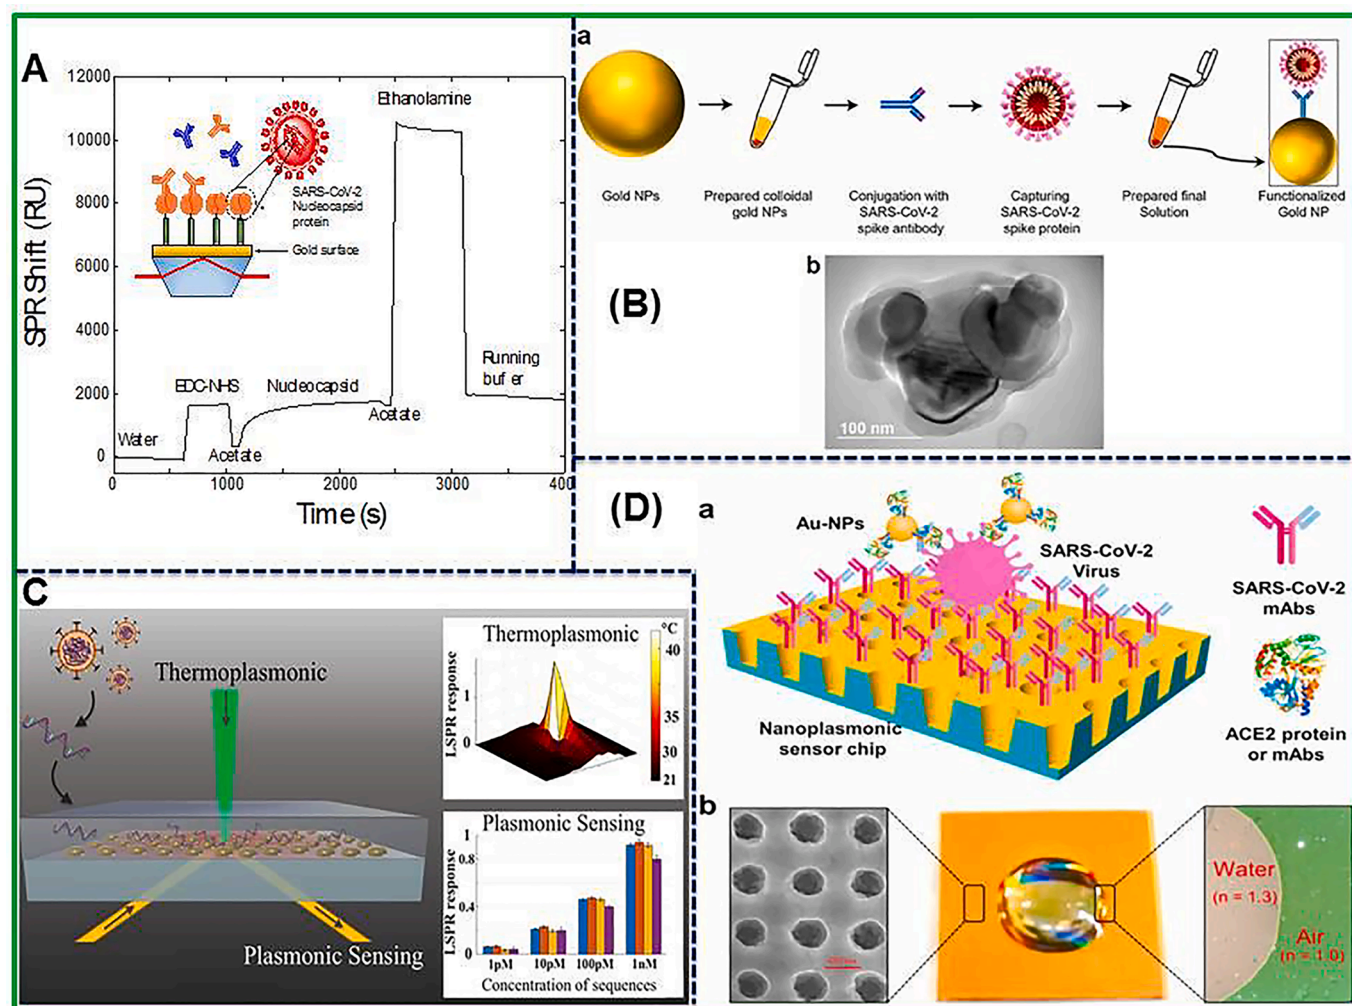 A
12000
10000
8000
6000
4000
2000
0
SPR Shift (RU)
Ethanolamine
SARS-CoV-2
Nucleocapsid
protein
Gold surface
Running
EDC-NHS
Nucleocapsid
Acetate
Water
Acetate
0
1000
2000
3000
Time (s)
a
Gold NPs
Prepared colloidal
gold NPs
Conjugation with
SARS-CoV-2
spike antibody
Capturing
SARS-CoV-2
spike protein
Prepared final
Solution
Functionalized
Gold NP
(B)
b
100 nm
C
Thermoplasmonic
Plasmonic Sensing
Thermoplasmonic
°C
40
35
30
21
LSPR response
1
0
Plasmonic Sensing
LSPR response
1
0.8
0.4
0
1pM
10pM
100pM
1nM
Concentration of sequences
(D)
a
Au-NPs
SARS-CoV-2
Virus
Nanoplasmonic
sensor chip
SARS-CoV-2
mAbs
ACE2 protein
or mAbs
b
Water
(n = 1.3)
Air
(n = 1.0)